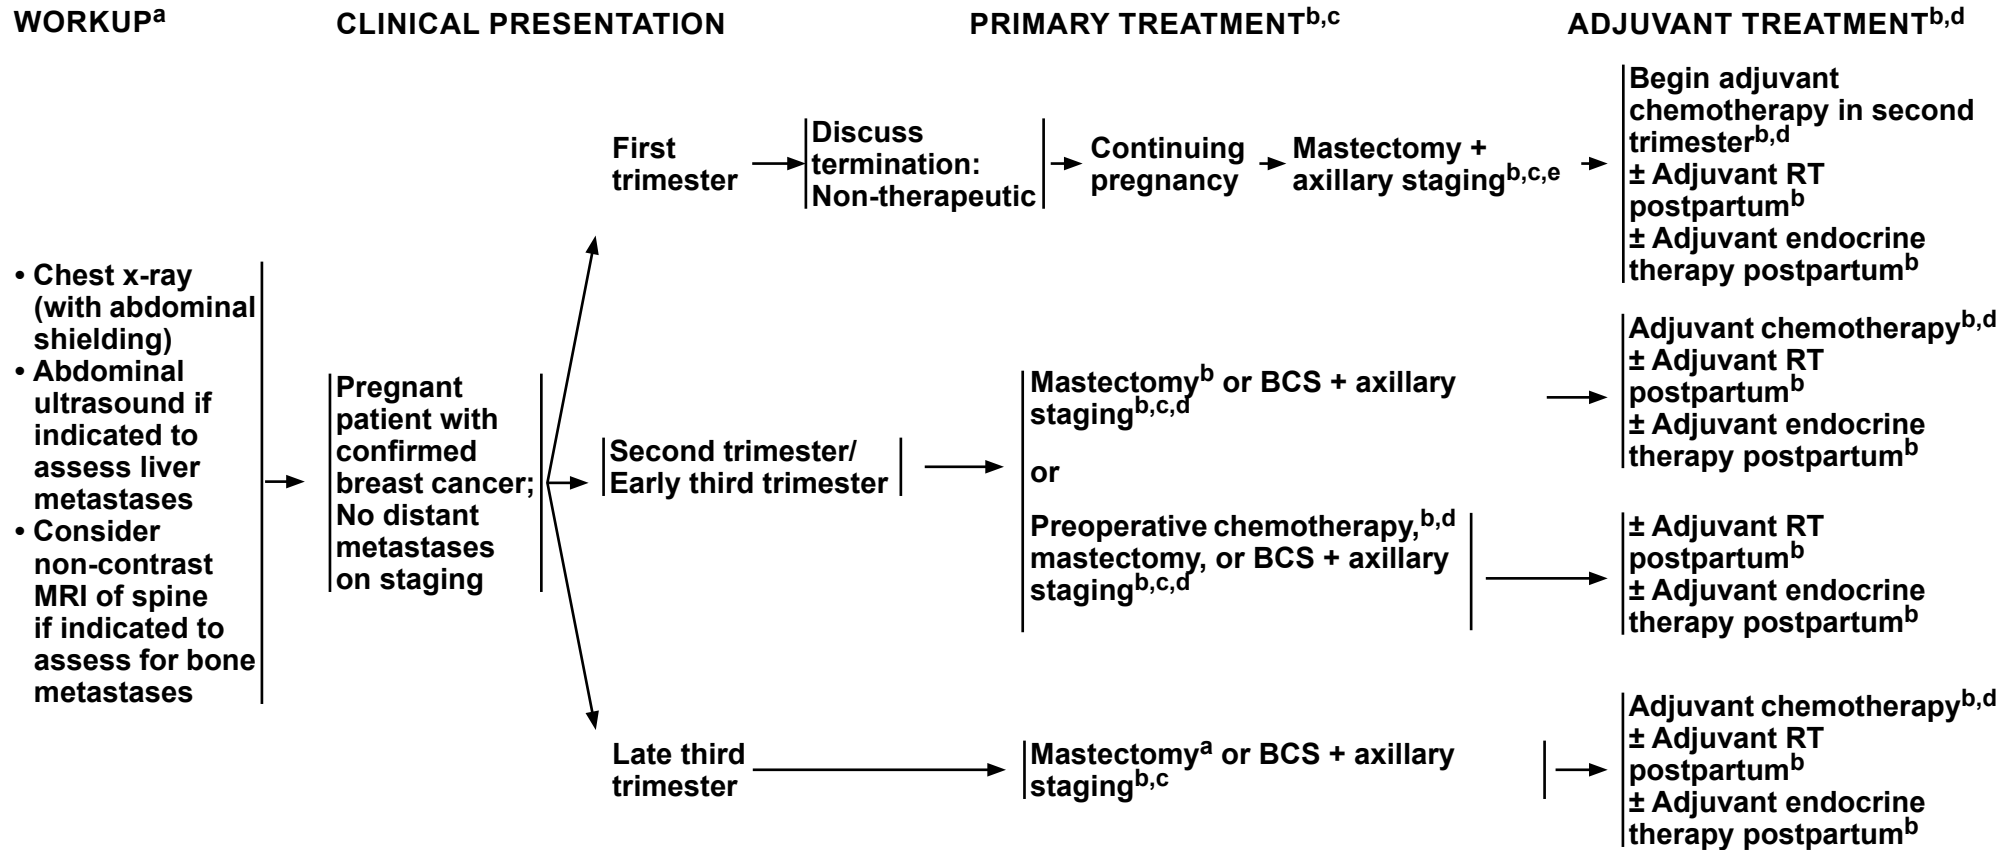 WORKUPa
CLINICAL PRESENTATION
PRIMARY TREATMENTb,c
ADJUVANT TREATMENTb,d
• Chest x-ray
(with abdominal
shielding)
• Abdominal
ultrasound if
indicated to
assess liver
metastases
• Consider
non-contrast
MRI of spine
if indicated to
assess for bone
metastases
Pregnant
patient with
confirmed
breast cancer;
No distant
metastases
on staging
First
trimester
Discuss
termination:
Non-therapeutic
Continuing
pregnancy
Mastectomy +
axillary stagingb,c,e
Begin adjuvant
chemotherapy in second
trimesterb,d
± Adjuvant RT
postpartumb
± Adjuvant endocrine
therapy postpartumb
Second trimester/
Early third trimester
Mastectomyb or BCS + axillary
stagingb,c,d
or
Preoperative chemotherapy,b,d
mastectomy, or BCS + axillary
stagingb,c,d
Adjuvant chemotherapyb,d
± Adjuvant RT
postpartumb
± Adjuvant endocrine
therapy postpartumb
± Adjuvant RT
postpartumb
± Adjuvant endocrine
therapy postpartumb
Late third
trimester
Mastectomya or BCS + axillary
stagingb,c
Adjuvant chemotherapyb,d
± Adjuvant RT
postpartumb
± Adjuvant endocrine
therapy postpartumb